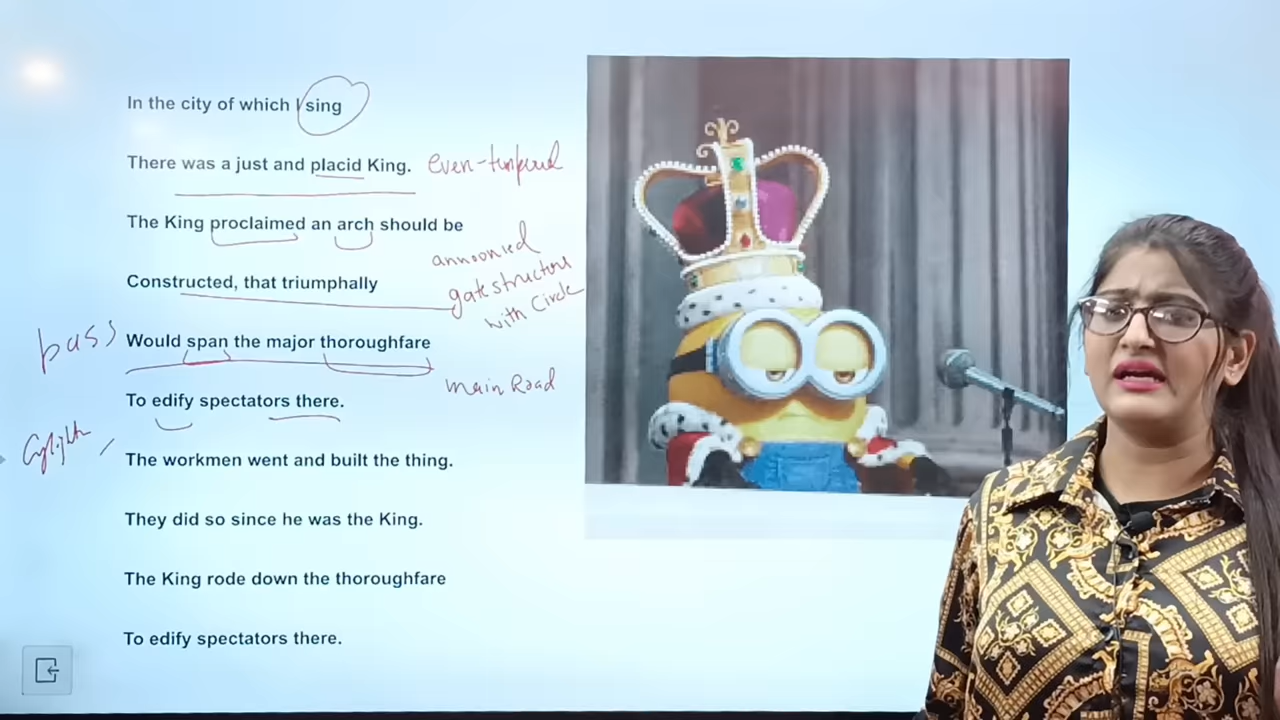 In the city of which I sing
There was a just and placid King. even-tempered
The King proclaimed an arch should be
announced
Constructed, that triumphally
gate structure
with Circle
pass Would span the major thoroughfare
main Road
To edify spectators there.
The workmen went and built the thing.
They did so since he was the King.
The King rode down the thoroughfare
To edify spectators there.